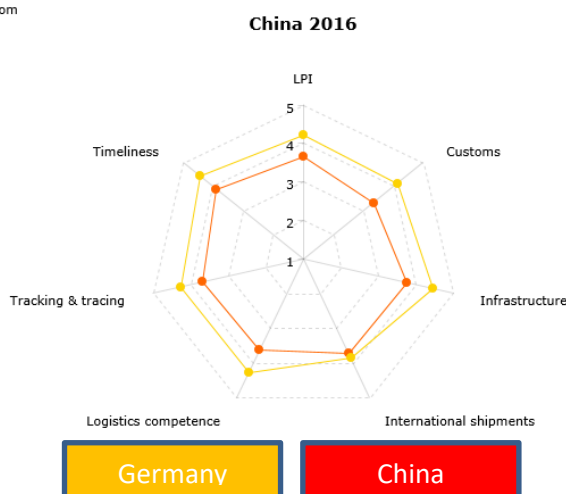 om
China 2016
LPI
Timeliness
Customs
5
4
3
2
1
Tracking & tracing
Infrastructure
Logistics competence
International shipments
Germany
China